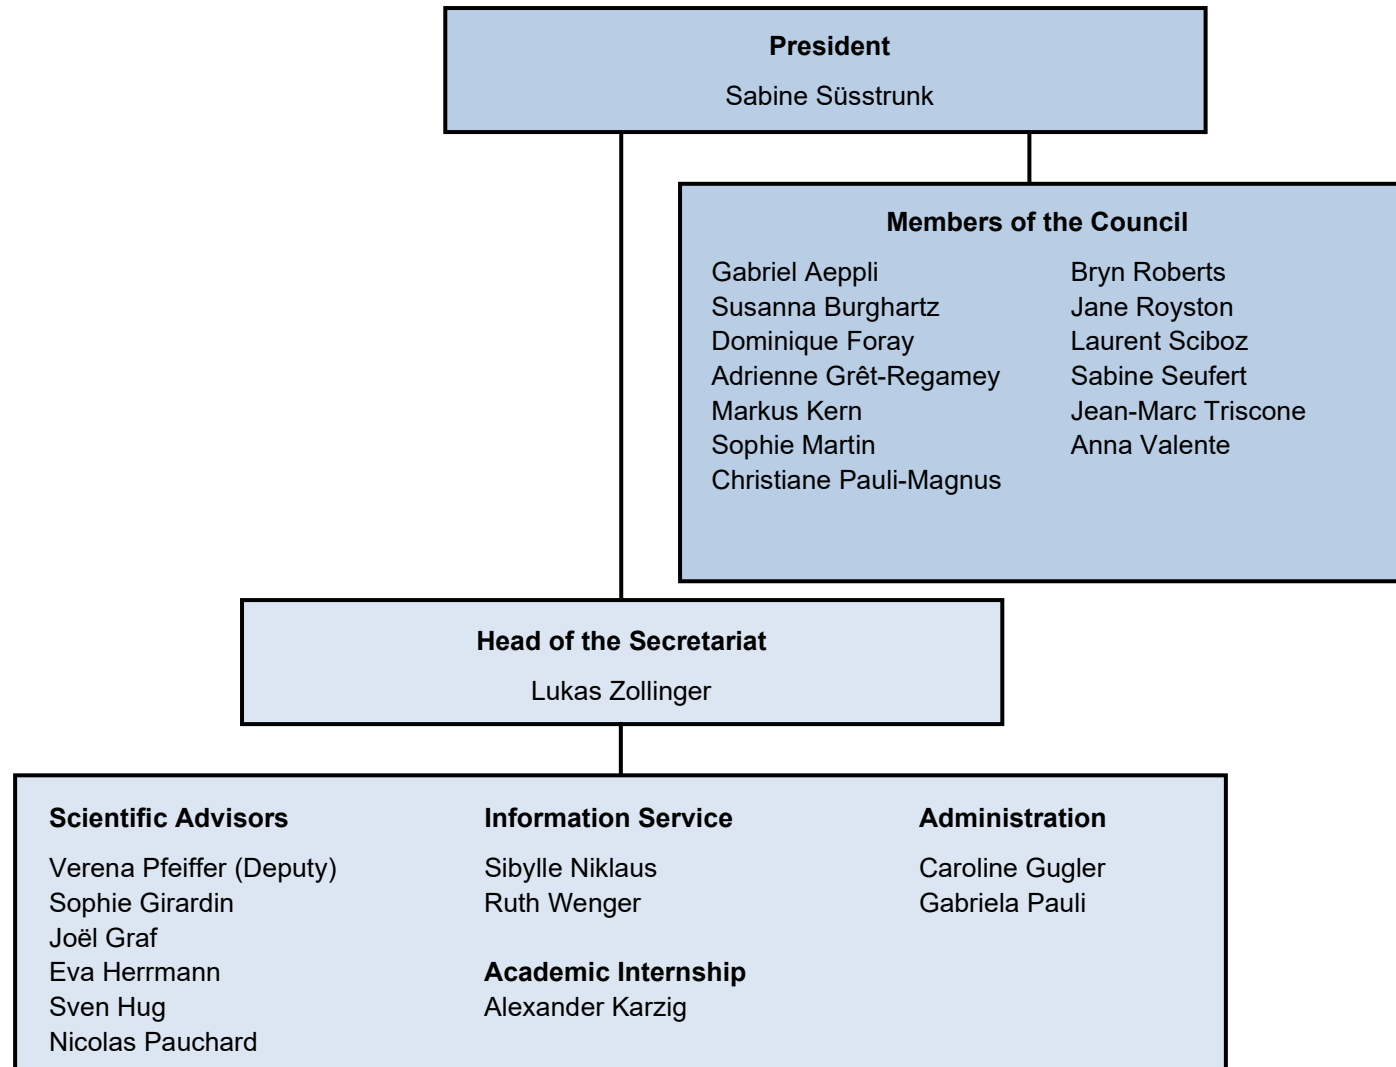 President
Sabine Süsstrunk
Members of the Council
Gabriel Aeppli
Susanna Burghartz
Dominique Foray
Adrienne Grêt-Regamey
Markus Kern
Sophie Martin
Christiane Pauli-Magnus
Bryn Roberts
Jane Royston
Laurent Sciboz
Sabine Seufert
Jean-Marc Triscone
Anna Valente
Head of the Secretariat
Lukas Zollinger
Scientific Advisors
Verena Pfeiffer (Deputy)
Sophie Girardin
Joël Graf
Eva Herrmann
Sven Hug
Nicolas Pauchard
Information Service
Sibylle Niklaus
Ruth Wenger
Academic Internship
Alexander Karzig
Administration
Caroline Gugler
Gabriela Pauli